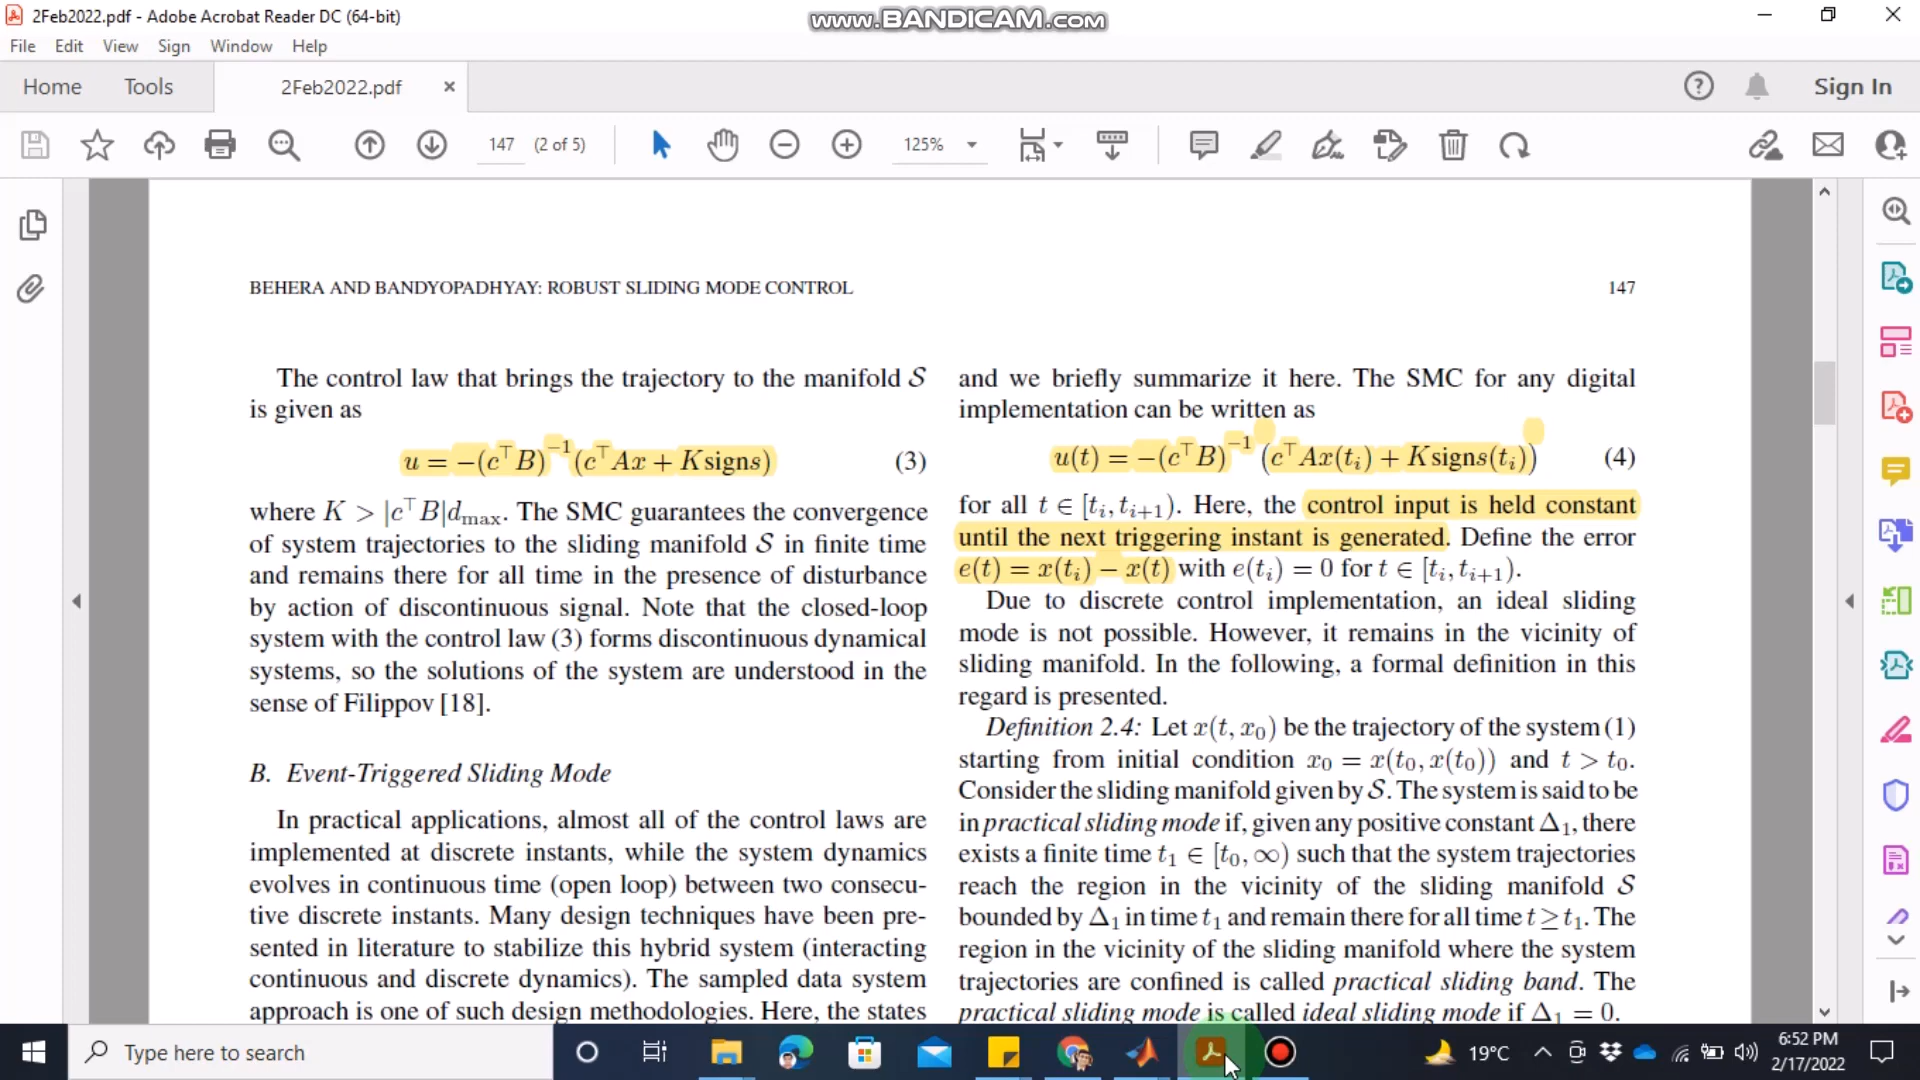 2Feb2022.pdf - Adobe Acrobat Reader DC (64-bit)
www.BANDICAM.com
File Edit View Sign Window Help
Home Tools 2Feb2022.pdf × Sign In
147 (2 of 5) 125%
BEHERA AND BANDYOPADHYAY: ROBUST SLIDING MODE CONTROL 147
The control law that brings the trajectory to the manifold 𝒮
is given as
u = −(c⊤B)⁻¹(c⊤Ax + Ksigns) (3)
where K > |c⊤B|d_max. The SMC guarantees the convergence
of system trajectories to the sliding manifold 𝒮 in finite time
and remains there for all time in the presence of disturbance
by action of discontinuous signal. Note that the closed-loop
system with the control law (3) forms discontinuous dynamical
systems, so the solutions of the system are understood in the
sense of Filippov [18].
B. Event-Triggered Sliding Mode
In practical applications, almost all of the control laws are
implemented at discrete instants, while the system dynamics
evolves in continuous time (open loop) between two consecu-
tive discrete instants. Many design techniques have been pre-
sented in literature to stabilize this hybrid system (interacting
continuous and discrete dynamics). The sampled data system
approach is one of such design methodologies. Here, the states
and we briefly summarize it here. The SMC for any digital
implementation can be written as
u(t) = −(c⊤B)⁻¹ (c⊤Ax(tᵢ) + Ksigns(tᵢ)) (4)
for all t ∈ [tᵢ, tᵢ₊₁). Here, the control input is held constant
until the next triggering instant is generated. Define the error
e(t) = x(tᵢ) − x(t) with e(tᵢ) = 0 for t ∈ [tᵢ, tᵢ₊₁).
Due to discrete control implementation, an ideal sliding
mode is not possible. However, it remains in the vicinity of
sliding manifold. In the following, a formal definition in this
regard is presented.
Definition 2.4: Let x(t, x₀) be the trajectory of the system (1)
starting from initial condition x₀ = x(t₀, x(t₀)) and t > t₀.
Consider the sliding manifold given by 𝒮. The system is said to be
in practical sliding mode if, given any positive constant Δ₁, there
exists a finite time t₁ ∈ [t₀, ∞) such that the system trajectories
reach the region in the vicinity of the sliding manifold 𝒮
bounded by Δ₁ in time t₁ and remain there for all time t ≥ t₁. The
region in the vicinity of the sliding manifold where the system
trajectories are confined is called practical sliding band. The
practical sliding mode is called ideal sliding mode if Δ₁ = 0.
Type here to search
19°C
6:52 PM
2/17/2022